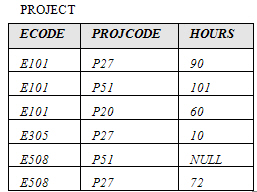 PROJECT
ECODE PROJCODE HOURS
E101 P27 90
E101 P51 101
E101 P20 60
E305 P27 10
E508 P51 NULL
E508 P27 72